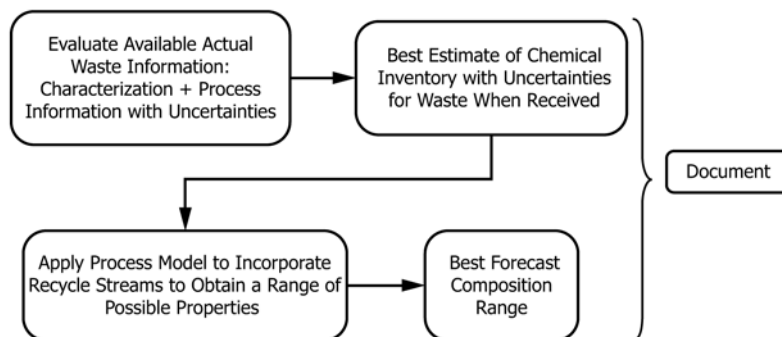 Evaluate Available Actual
Waste Information:
Characterization + Process
Information with Uncertainties
Best Estimate of Chemical
Inventory with Uncertainties
for Waste When Received
Document
Apply Process Model to Incorporate
Recycle Streams to Obtain a Range of
Possible Properties
Best Forecast
Composition
Range